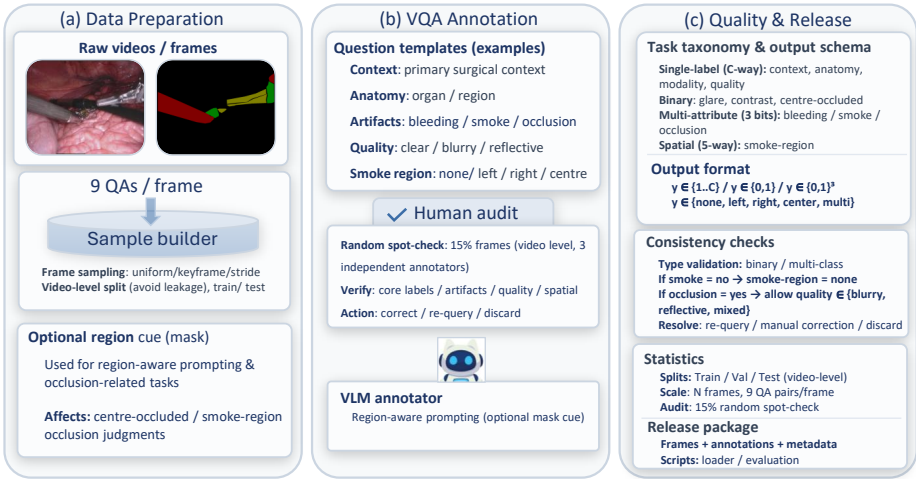 (a) Data Preparation
Raw videos / frames
9 QAs / frame
Sample builder
Frame sampling: uniform/keyframe/stride
Video-level split (avoid leakage), train/ test
Optional region cue (mask)
Used for region-aware prompting &
occlusion-related tasks
Affects: centre-occluded / smoke-region
occlusion judgments
(b) VQA Annotation
Question templates (examples)
Context: primary surgical context
Anatomy: organ / region
Artifacts: bleeding / smoke / occlusion
Quality: clear / blurry / reflective
Smoke region: none/ left / right / centre
Human audit
Random spot-check: 15% frames (video level, 3
independent annotators)
Verify: core labels / artifacts / quality / spatial
Action: correct / re-query / discard
VLM annotator
Region-aware prompting (optional mask cue)
(c) Quality & Release
Task taxonomy & output schema
Single-label (C-way): context, anatomy,
modality, quality
Binary: glare, contrast, centre-occluded
Multi-attribute (3 bits): bleeding / smoke /
occlusion
Spatial (5-way): smoke-region
Output format
y ∈ {1..C} / y ∈ {0,1} / y ∈ {0,1}³
y ∈ {none, left, right, center, multi}
Consistency checks
Type validation: binary / multi-class
If smoke = no → smoke-region = none
If occlusion = yes → allow quality ∈ {blurry,
reflective, mixed}
Resolve: re-query / manual correction / discard
Statistics
Splits: Train / Val / Test (video-level)
Scale: N frames, 9 QA pairs/frame
Audit: 15% random spot-check
Release package
Frames + annotations + metadata
Scripts: loader / evaluation